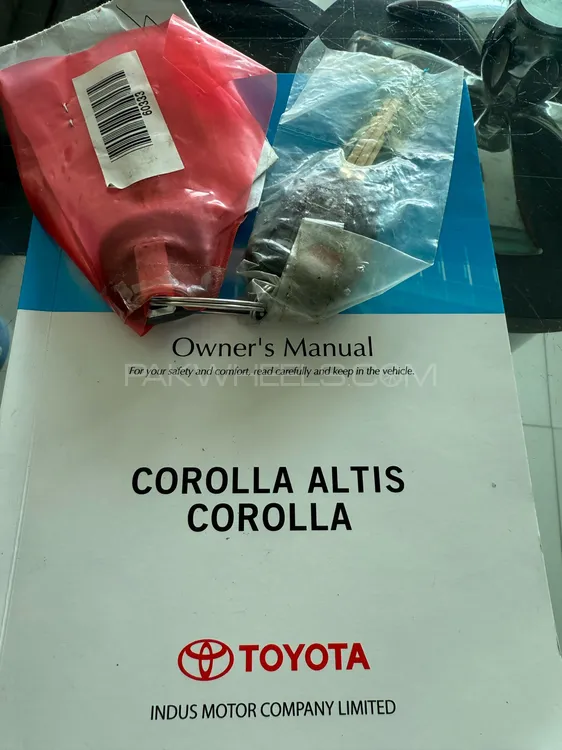 60333
Owner's Manual
For your safety and comfort, read carefully and keep in the vehicle.
PAKWHEELS.COM
COROLLA ALTIS
COROLLA
TOYOTA
INDUS MOTOR COMPANY LIMITED